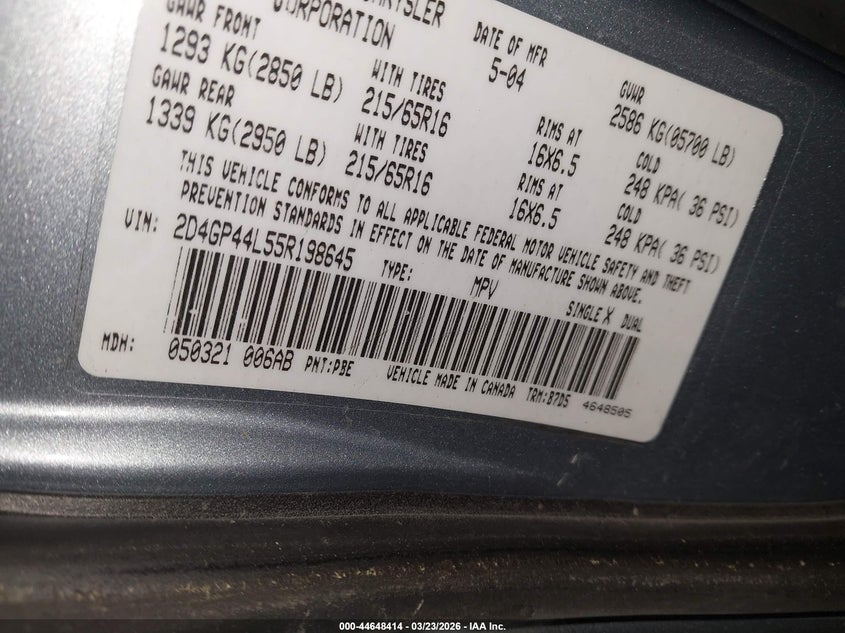 CORPORATION
DATE OF MFR
5-04
GVWR
2586 KG(05700 LB)
GAWR FRONT
1293 KG(2850 LB)
WITH TIRES
215/65R16
RIMS AT
16X6.5
COLD
248 KPA( 36 PSI)
GAWR REAR
1339 KG(2950 LB)
WITH TIRES
215/65R16
RIMS AT
16X6.5
COLD
248 KPA( 36 PSI)
THIS VEHICLE CONFORMS TO ALL APPLICABLE FEDERAL MOTOR VEHICLE SAFETY AND THEFT
PREVENTION STANDARDS IN EFFECT ON THE DATE OF MANUFACTURE SHOWN ABOVE.
VIN: 2D4GP44L55R198645 TYPE: MPV SINGLE X DUAL
MDH: 050321 006AB PNT:PBE VEHICLE MADE IN CANADA TRM:B7D5 4648505
000-44648414 - 03/23/2026 - IAA Inc.